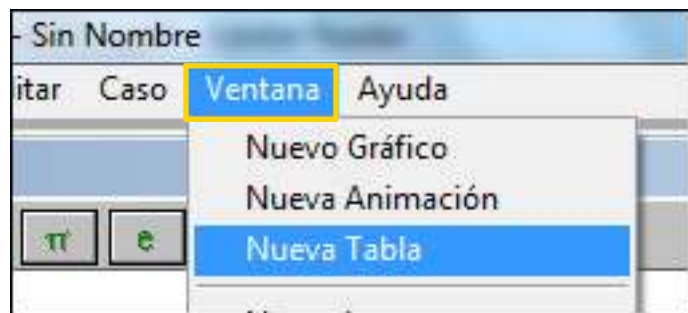 - Sin Nombre
itar Caso Ventana Ayuda
Nuevo Gráfico
Nueva Animación
π e Nueva Tabla